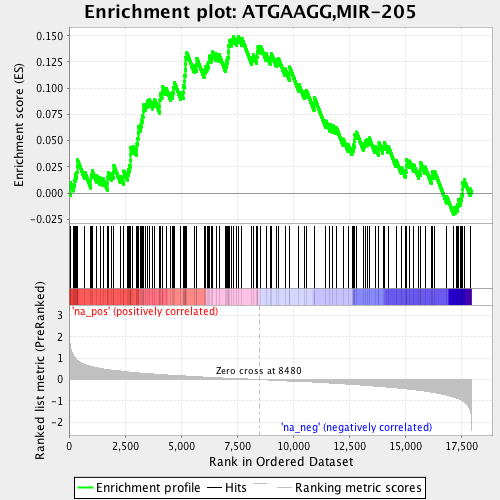 Enrichment plot: ATGAAGG,MIR-205
Enrichment score (ES)
0.150
0.125
0.100
0.075
0.050
0.025
0.000
-0.025
'na_pos' (positively correlated)
Ranked list metric (PreRanked)
3
2
1
0
-1
-2
Zero cross at 8480
'na_neg' (negatively correlated)
0 2,500 5,000 7,500 10,000 12,500 15,000 17,500
Rank in Ordered Dataset
Enrichment profile Hits Ranking metric scores